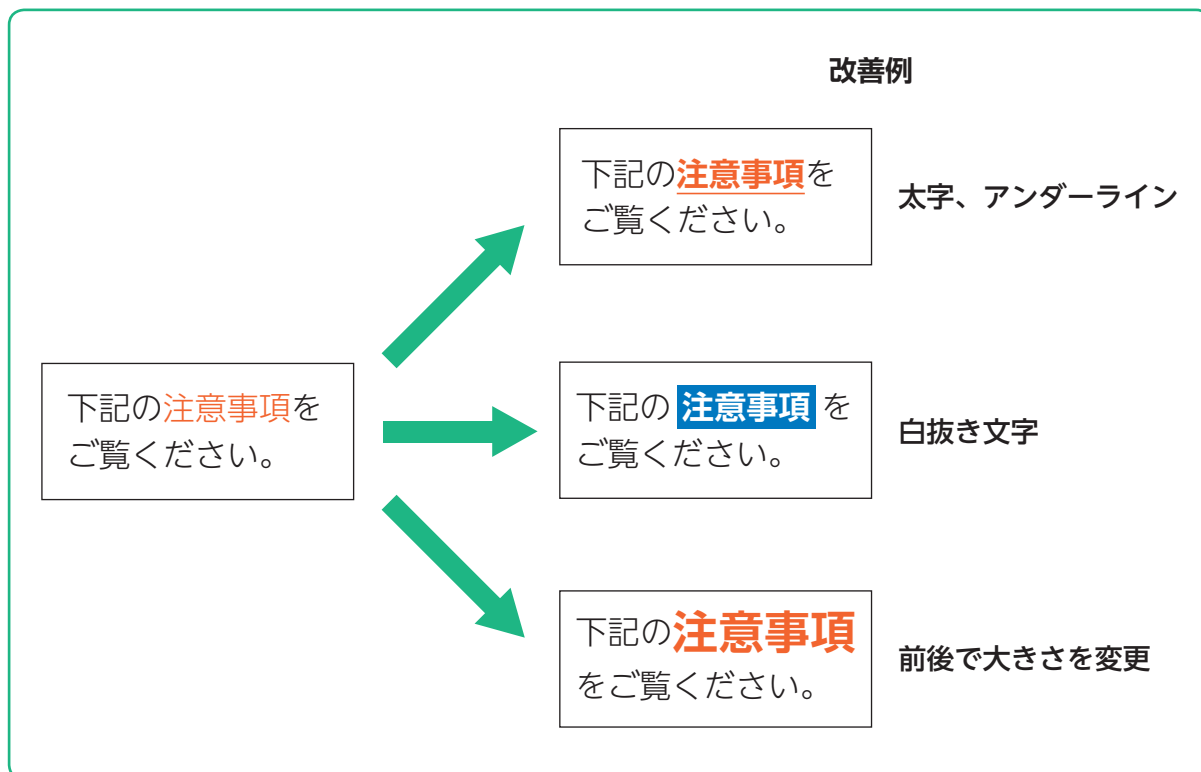 改善例
下記の注意事項を
ご覧ください。
太字、アンダーライン
下記の注意事項を
ご覧ください。
下記の 注意事項 を
ご覧ください。
白抜き文字
下記の注意事項
をご覧ください。
前後で大きさを変更